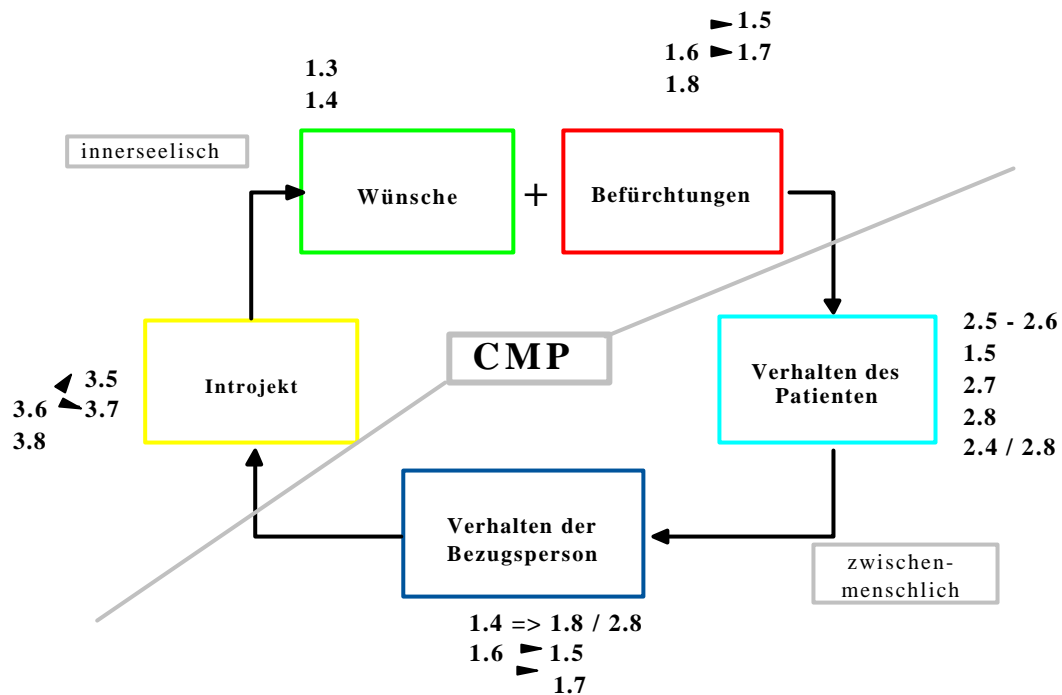 1.5
1.6 ► 1.7
1.8
1.3
1.4
innerseelisch
Wünsche
+
Befürchtungen
CMP
2.5 - 2.6
1.5
2.7
2.8
2.4 / 2.8
Verhalten des
Patienten
3.5
3.6 3.7
3.8
Introjekt
Verhalten der
Bezugsperson
zwischen-
menschlich
1.4 => 1.8 / 2.8
1.6 ► 1.5
1.7